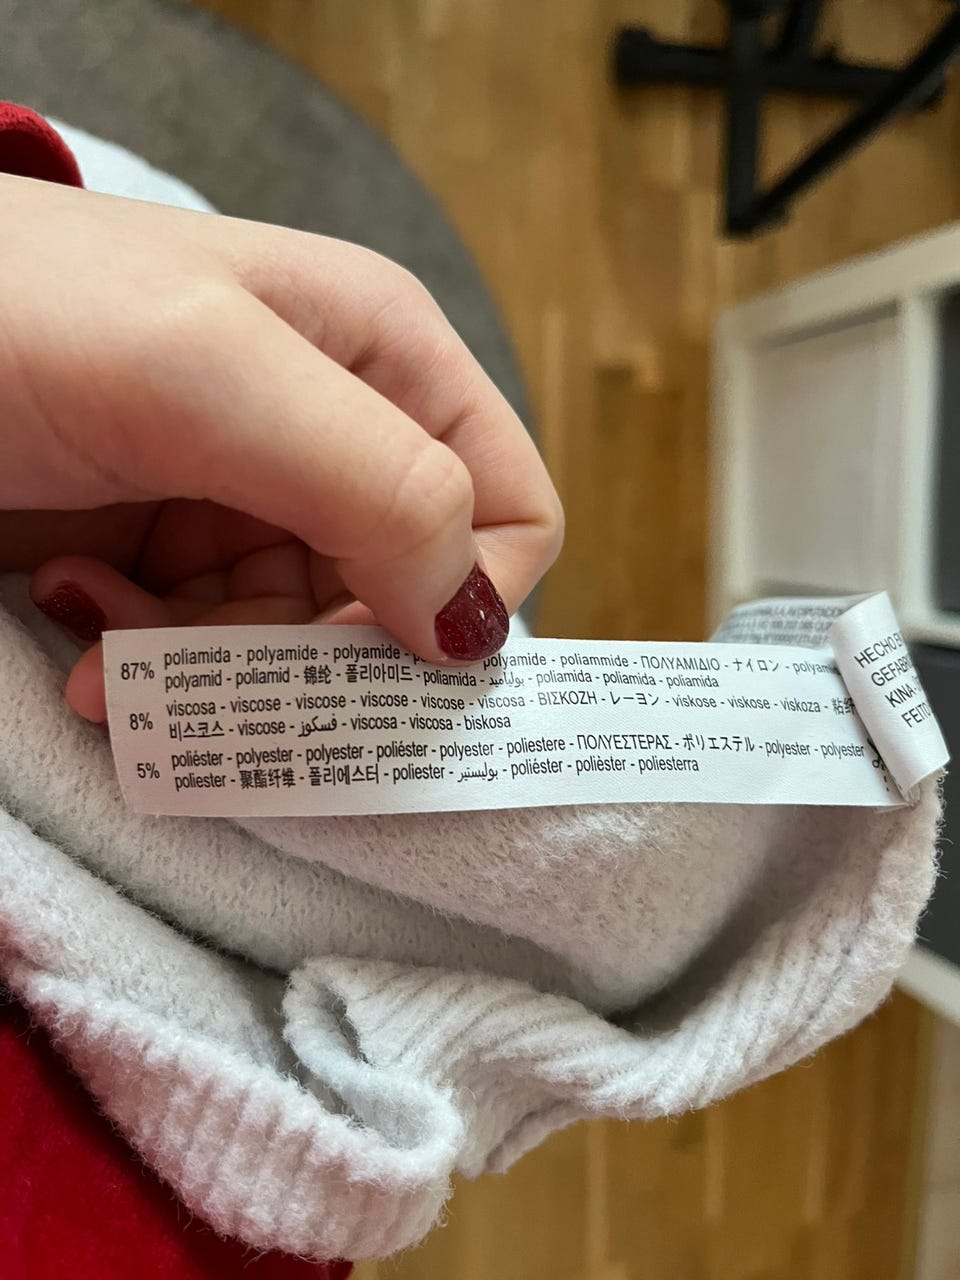 87%
poliamida - polyamide - polyamide - polyamide - poliammide - ΠΟΛΥΑΜΙΔΙΟ - ナイロン -
polyamid - poliamid - 锦纶 - 폴리아미드 - poliamida - بولياميد - poliamida - poliamida - poliamida
8%
viscosa - viscose - viscose - viscose - viscose - viscosa - ΒΙΣΚΟΖΗ - レーヨン - viskose - viskose - viskoza -
비스코스 - viscose - فسكوز - viscosa - viscosa - biskosa
5%
poliéster - polyester - polyester - poliéster - polyester - poliestere - ΠΟΛΥΕΣΤΕΡΑΣ - ポリエステル - polyester - polyester
poliester - 聚酯纤维 - 폴리에스터 - poliester - بوليستير - poliéster - polièster - poliesterra
HECHO
KINA